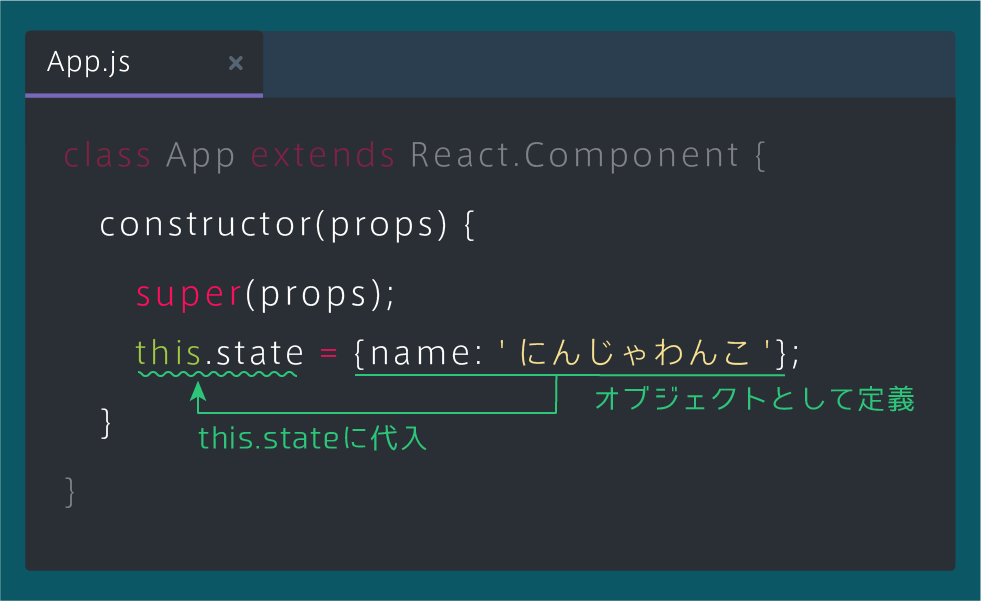 App.js ×
class App extends React.Component {
constructor(props) {
super(props);
this.state = {name: 'にんじゃわんこ'};
オブジェクトとして定義
}
this.stateに代入
}